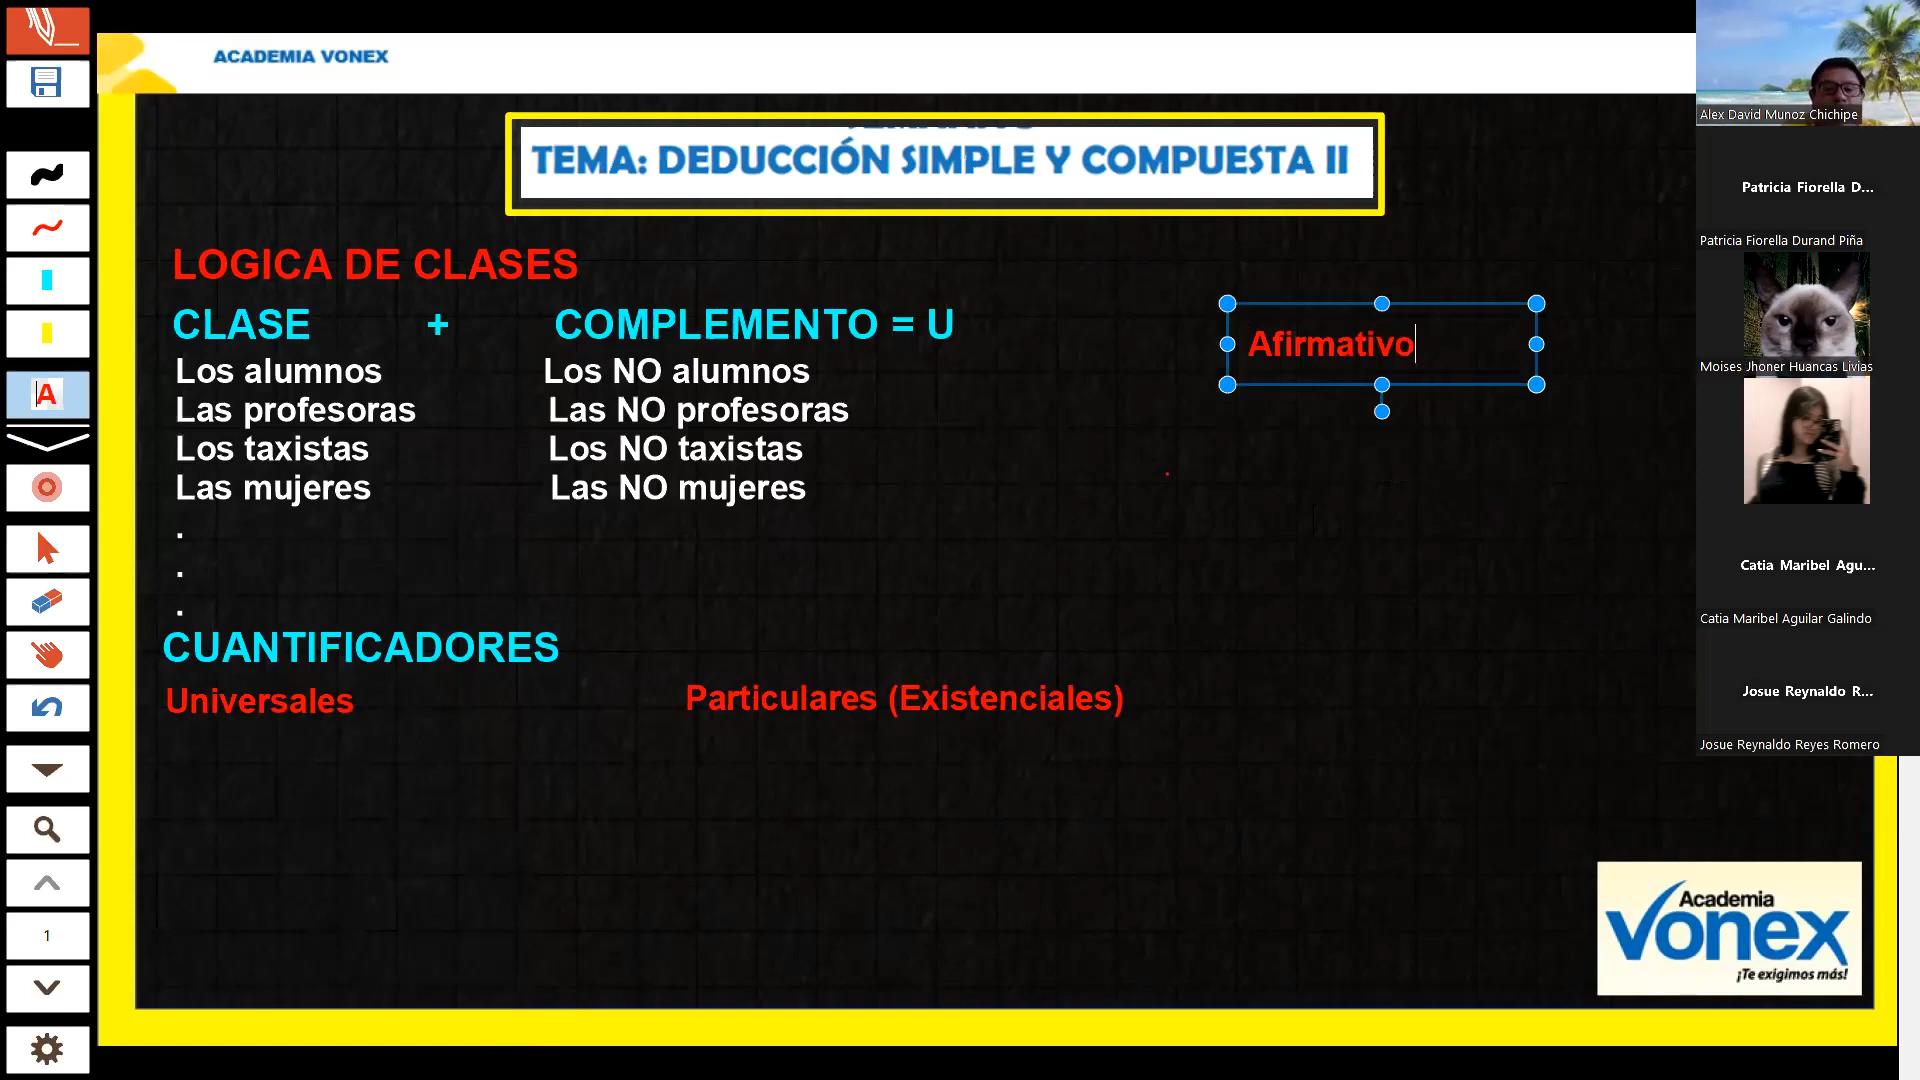 ACADEMIA VONEX
TEMA: DEDUCCIÓN SIMPLE Y COMPUESTA II
LOGICA DE CLASES
CLASE + COMPLEMENTO = U
Los alumnos Los NO alumnos
Las profesoras Las NO profesoras
Los taxistas Los NO taxistas
Las mujeres Las NO mujeres
.
.
.
CUANTIFICADORES
Universales Particulares (Existenciales)
Afirmativo
Alex David Munoz Chichipe
Patricia Fiorella D...
Patricia Fiorella Durand Piña
Moises Jhoner Huancas Livias
Catia Maribel Agu...
Catia Maribel Aguilar Galindo
Josue Reynaldo R...
Josue Reynaldo Reyes Romero
A
1
Academia
Vonex
¡Te exigimos más!